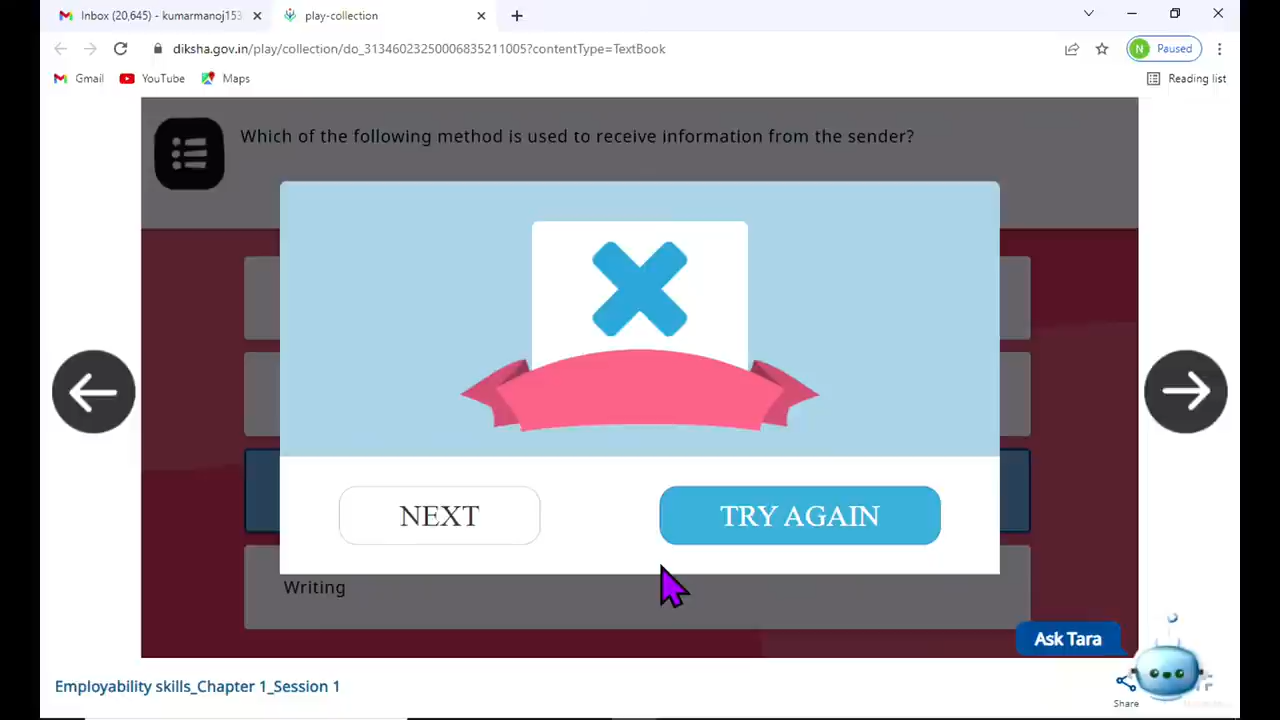 Inbox (20,645) - kumarmanoj153
play-collection
diksha.gov.in/play/collection/do_31346023250006835211005?contentType=TextBook
N
Paused
Gmail
YouTube
Maps
Reading list
Which of the following method is used to receive information from the sender?
NEXT
TRY AGAIN
Writing
Ask Tara
Employability skills_Chapter 1_Session 1
Share